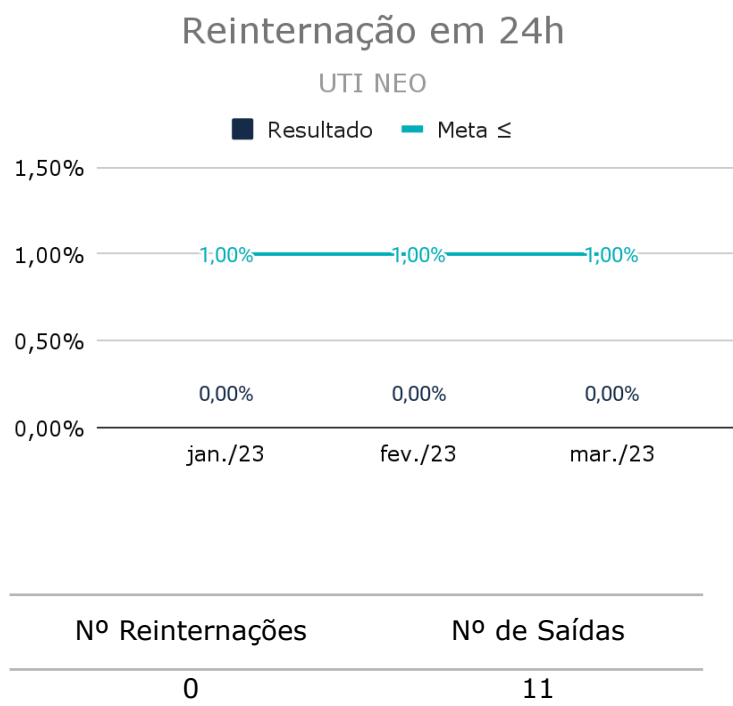 Reinternação em 24h
UTI NEO
Resultado Meta ≤
1,50%
1,00% 1,00% 1,00% 1,00%
0,50%
0,00% 0,00% 0,00%
0,00%
jan./23 fev./23 mar./23
Nº Reinternações Nº de Saídas
0 11